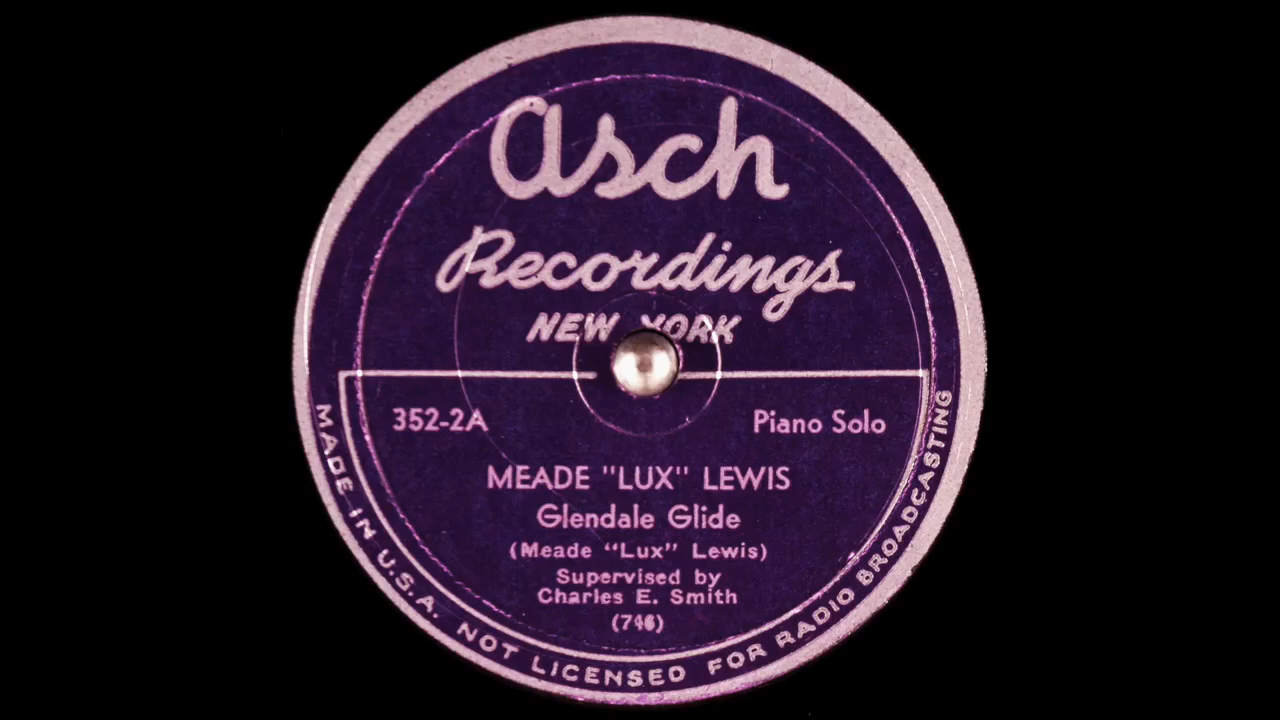 asch
Recordings
NEW YORK
352-2A
Piano Solo
MEADE "LUX" LEWIS
Glendale Glide
(Meade "Lux" Lewis)
Supervised by
Charles E. Smith
(746)
MADE IN U.S.A. NOT LICENSED FOR RADIO BROADCASTING